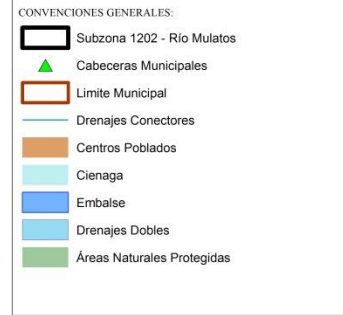 CONVENCIONES GENERALES:
Subzona 1202 - Río Mulatos
Cabeceras Municipales
Limite Municipal
Drenajes Conectores
Centros Poblados
Cienaga
Embalse
Drenajes Dobles
Áreas Naturales Protegidas